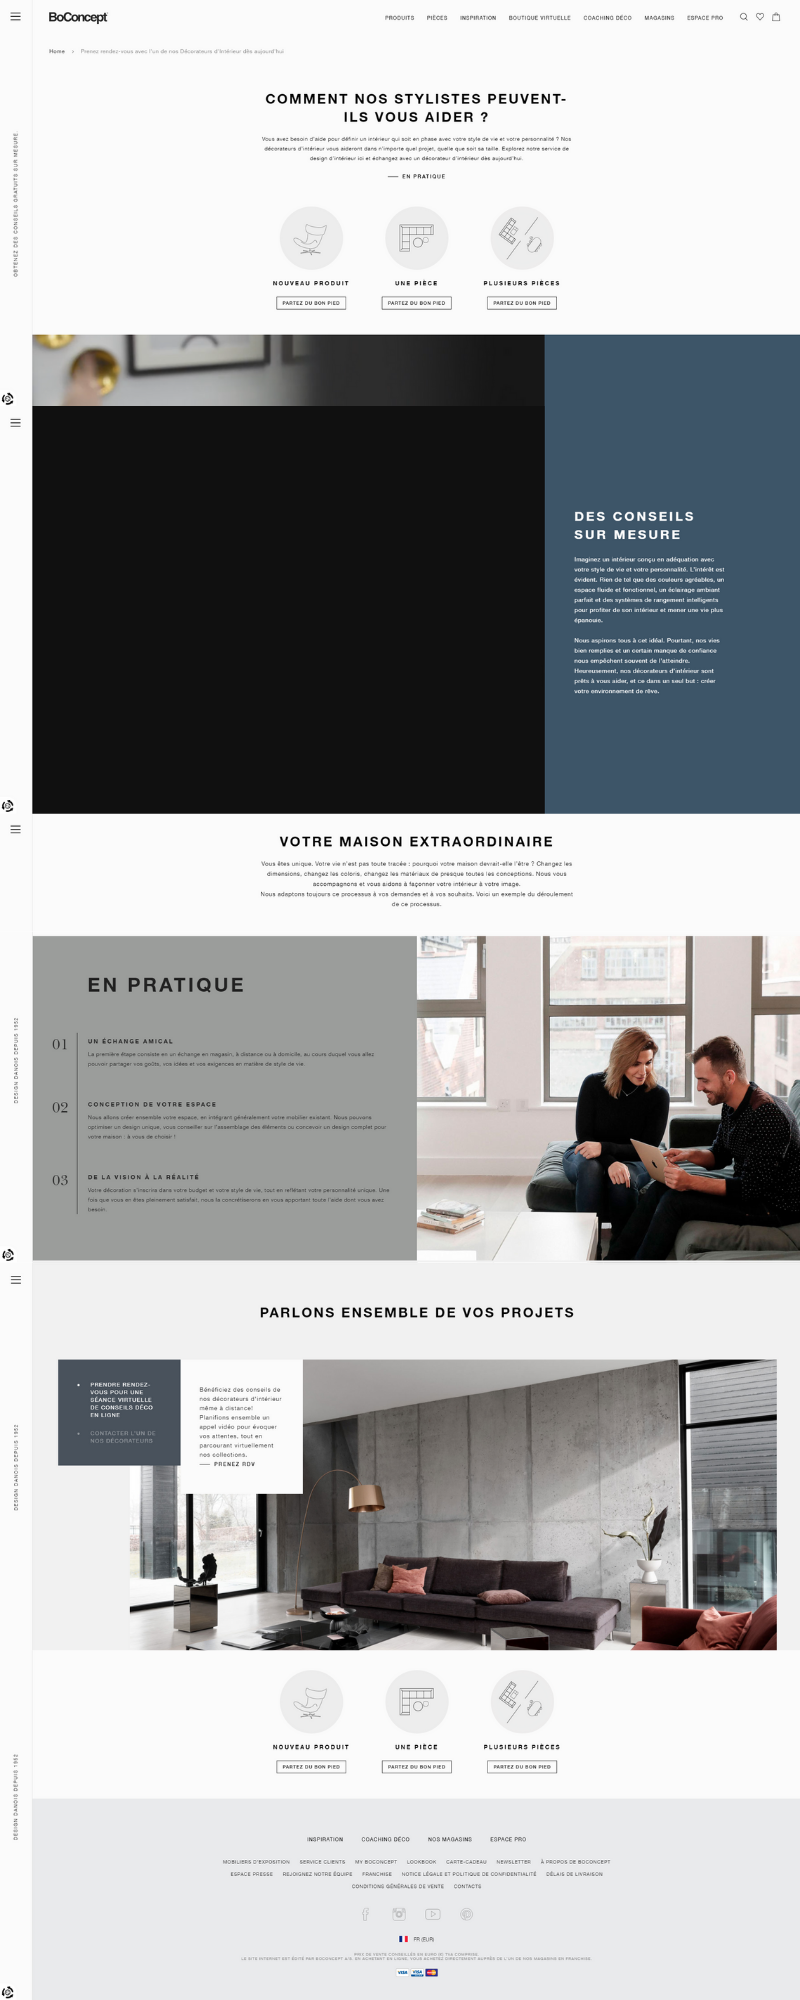 BoConcept
PRODUITS PIÈCES INSPIRATION BOUTIQUE VIRTUELLE COACHING DÉCO MAGASINS ESPACE PRO
Home › Prenez rendez-vous avec l'un de nos Décorateurs d'Intérieur dès aujourd'hui
OBTENEZ DES CONSEILS GRATUITS SUR MESURE
COMMENT NOS STYLISTES PEUVENT-
ILS VOUS AIDER ?
Vous avez besoin d'aide pour définir un intérieur qui soit en phase avec votre style de vie et votre personnalité ? Nos
décorateurs d'intérieur vous aideront dans n'importe quel projet, quelle que soit sa taille. Explorez notre service de
design d'intérieur ici et échangez avec un décorateur d'intérieur dès aujourd'hui.
EN PRATIQUE
NOUVEAU PRODUIT UNE PIÈCE PLUSIEURS PIÈCES
PARTEZ DU BON PIED PARTEZ DU BON PIED PARTEZ DU BON PIED
DES CONSEILS
SUR MESURE
Imaginez un intérieur conçu en adéquation avec
votre style de vie et votre personnalité. L'intérêt est
évident. Rien de tel que des couleurs agréables, un
espace fluide et fonctionnel, un éclairage ambiant
parfait et des systèmes de rangement intelligents
pour profiter de son intérieur et mener une vie plus
épanouie.
Nous aspirons tous à cet idéal. Pourtant, nos vies
bien remplies et un certain manque de confiance
nous empêchent souvent de l'atteindre.
Heureusement, nos décorateurs d'intérieur sont
prêts à vous aider, et ce dans un seul but : créer
votre environnement de rêve.
VOTRE MAISON EXTRAORDINAIRE
Vous êtes unique. Votre vie n'est pas toute tracée : pourquoi votre maison devrait-elle l'être ? Changez les
dimensions, changez les coloris, changez les matériaux de presque toutes les conceptions. Nous vous
accompagnons et vous aidons à façonner votre intérieur à votre image.
Nous adaptons toujours ce processus à vos demandes et à vos souhaits. Voici un exemple du déroulement
de ce processus.
DESIGN DANOIS DEPUIS 1952
EN PRATIQUE
01 UN ÉCHANGE AMICAL
La première étape consiste en un échange en magasin, à distance ou à domicile, au cours duquel vous allez
pouvoir partager vos goûts, vos idées et vos exigences en matière de style de vie.
02 CONCEPTION DE VOTRE ESPACE
Nous allons créer ensemble votre espace, en intégrant généralement votre mobilier existant. Nous pouvons
optimiser un design unique, vous conseiller sur l'assemblage des éléments ou concevoir un design complet pour
votre maison : à vous de choisir !
03 DE LA VISION À LA RÉALITÉ
Votre décoration s'inscrira dans votre budget et votre style de vie, tout en reflétant votre personnalité unique. Une
fois que vous en êtes pleinement satisfait, nous la concrétiserons en vous apportant toute l'aide dont vous avez
besoin.
PARLONS ENSEMBLE DE VOS PROJETS
DESIGN DANOIS DEPUIS 1952
PRENDRE RENDEZ-
VOUS POUR UNE
SÉANCE VIRTUELLE
DE CONSEILS DÉCO
EN LIGNE
CONTACTER L'UN DE
NOS DÉCORATEURS
Bénéficiez des conseils de
nos décorateurs d'intérieur
même à distance!
Planifions ensemble un
appel vidéo pour évoquer
vos attentes, tout en
parcourant virtuellement
nos collections.
PRENEZ RDV
NOUVEAU PRODUIT UNE PIÈCE PLUSIEURS PIÈCES
PARTEZ DU BON PIED PARTEZ DU BON PIED PARTEZ DU BON PIED
DESIGN DANOIS DEPUIS 1952
INSPIRATION COACHING DÉCO NOS MAGASINS ESPACE PRO
MOBILIERS D'EXPOSITION SERVICE CLIENTS MY BOCONCEPT LOOKBOOK CARTE-CADEAU NEWSLETTER À PROPOS DE BOCONCEPT
ESPACE PRESSE REJOIGNEZ NOTRE ÉQUIPE FRANCHISE NOTICE LÉGALE ET POLITIQUE DE CONFIDENTIALITÉ DÉLAIS DE LIVRAISON
CONDITIONS GÉNÉRALES DE VENTE CONTACTS
FR (EUR)
PRIX DE VENTE CONSEILLÉS EN EURO
LE SITE INTERNET EST ÉDITÉ PAR BOCONCEPT A/S.
VISA VISA